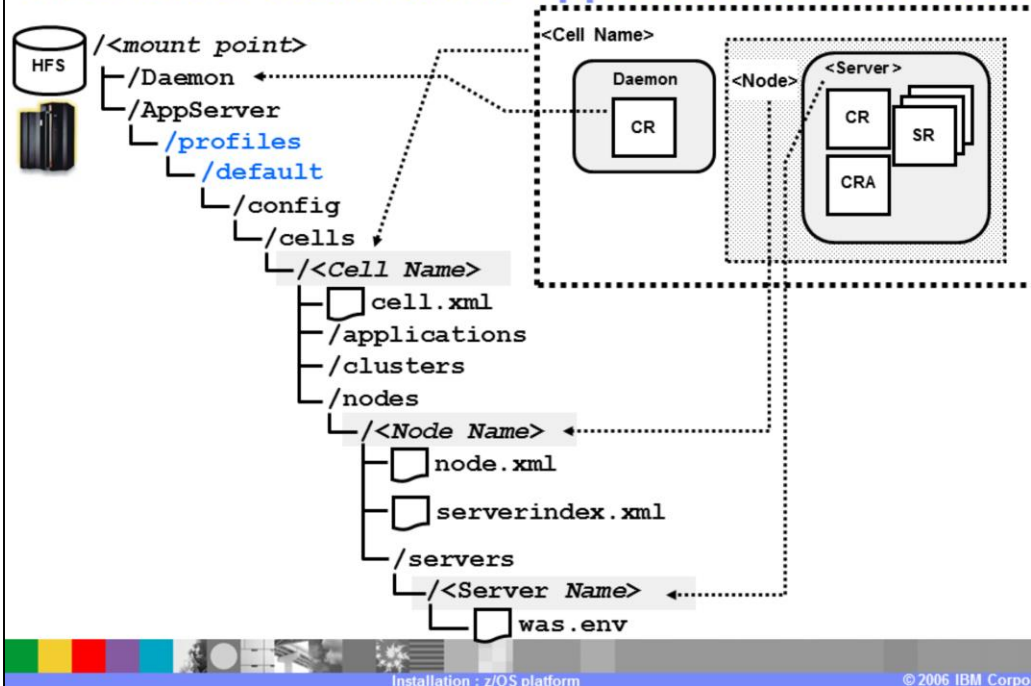 HFS
/<mount point>
/Daemon
/AppServer
/profiles
/default
/config
/cells
/<Cell Name>
cell.xml
/applications
/clusters
/nodes
/<Node Name>
node.xml
serverindex.xml
/servers
/<Server Name>
was.env
<Cell Name>
Daemon
CR
<Node>
<Server>
CR
SR
CRA
Installation : z/OS platform
© 2006 IBM Corpo